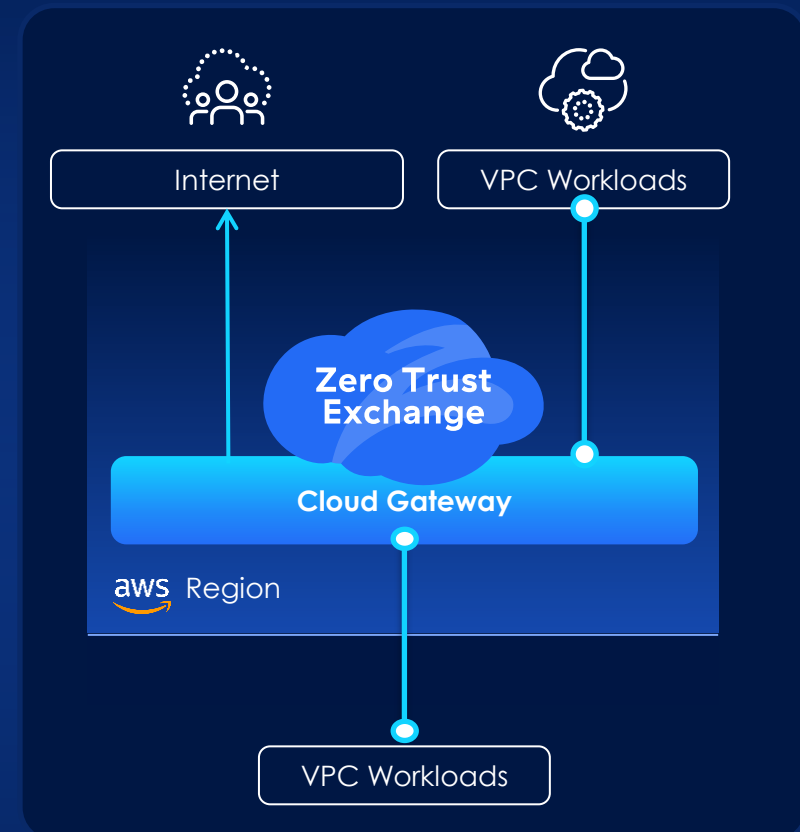 Internet
VPC Workloads
Zero Trust
Exchange
Cloud Gateway
aws Region
VPC Workloads